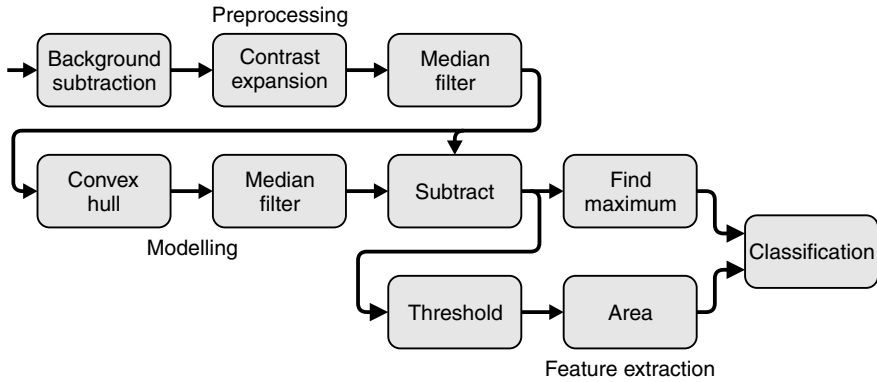 Preprocessing
Background
subtraction
Contrast
expansion
Median
filter
Convex
hull
Median
filter
Subtract
Find
maximum
Modelling
Classification
Threshold
Area
Feature extraction